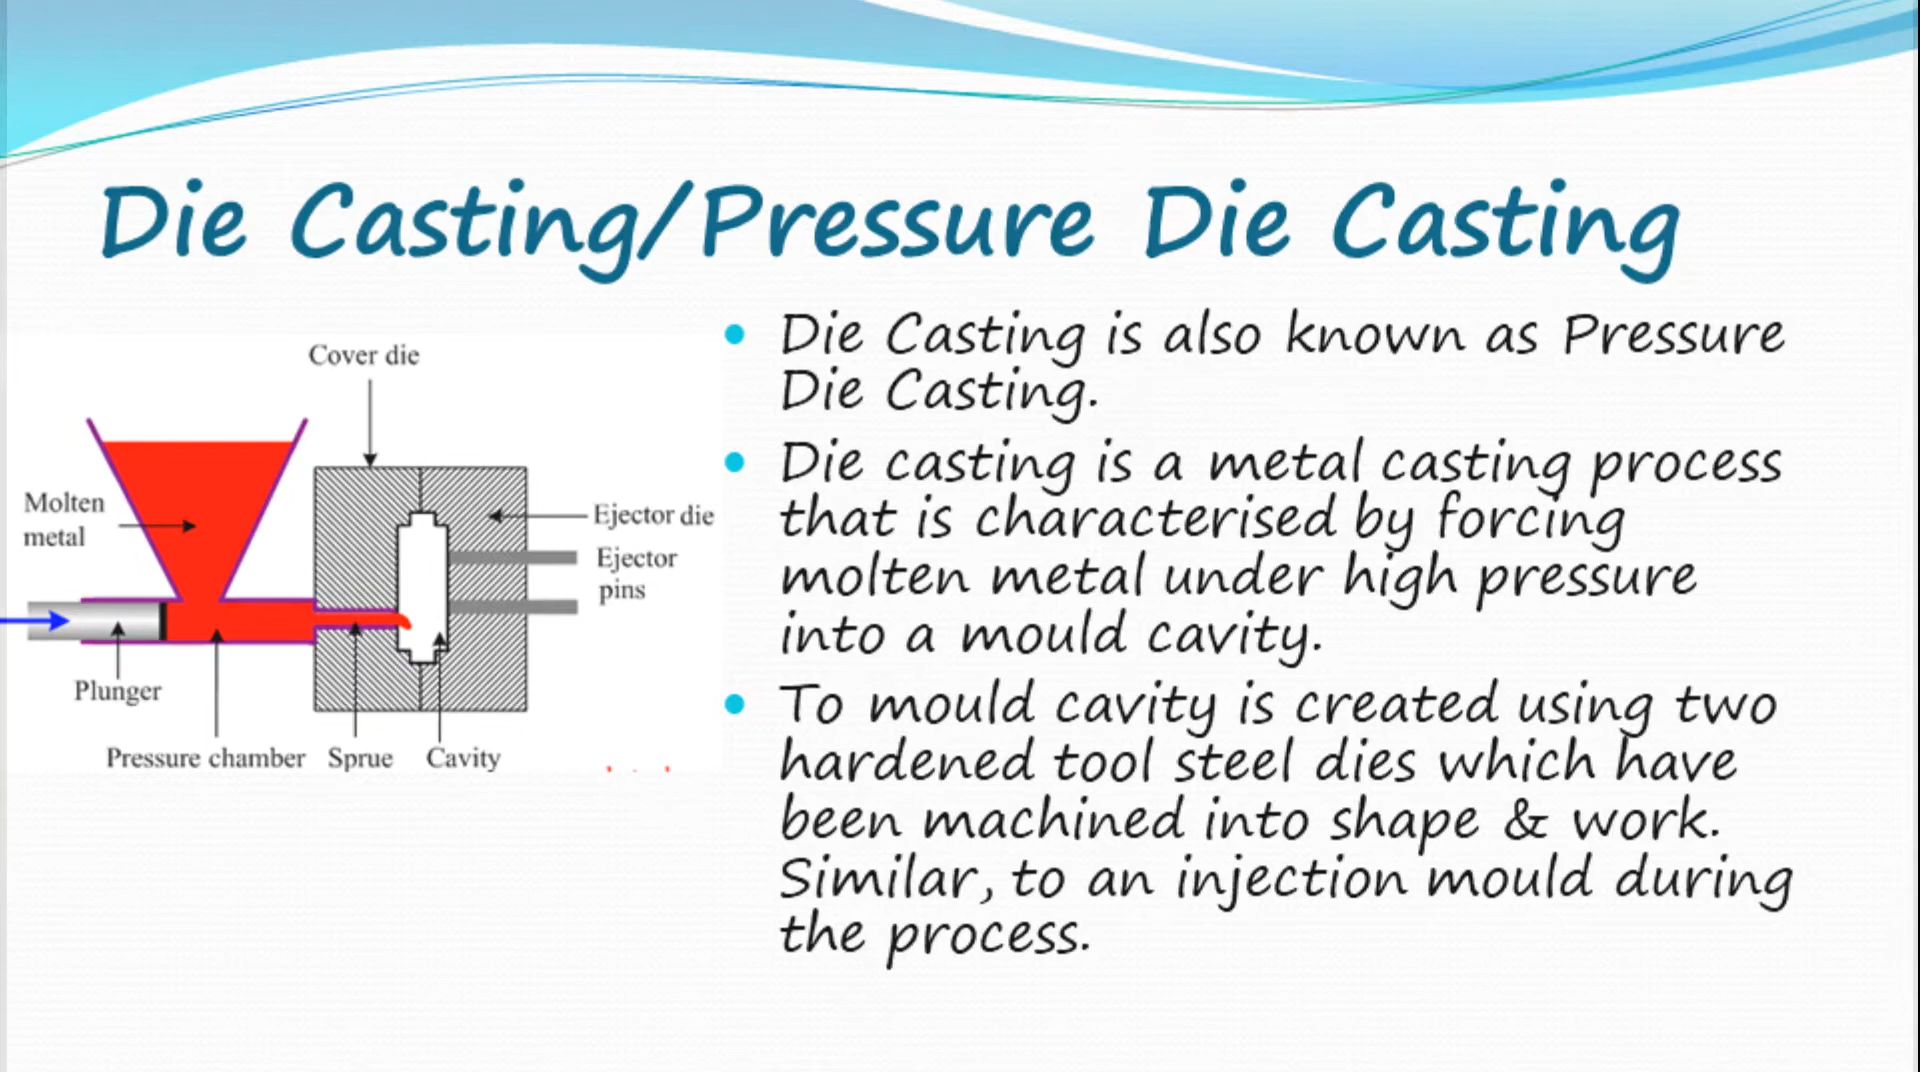 Die Casting/Pressure Die Casting
Cover die
Molten
metal
Ejector die
Ejector
pins
Plunger
Pressure chamber
Sprue
Cavity
Die Casting is also known as Pressure
Die Casting.
Die casting is a metal casting process
that is characterised by forcing
molten metal under high pressure
into a mould cavity.
To mould cavity is created using two
hardened tool steel dies which have
been machined into shape & work.
Similar, to an injection mould during
the process.